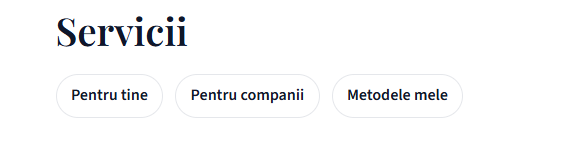 Servicii
Pentru tine
Pentru companii
Metodele mele